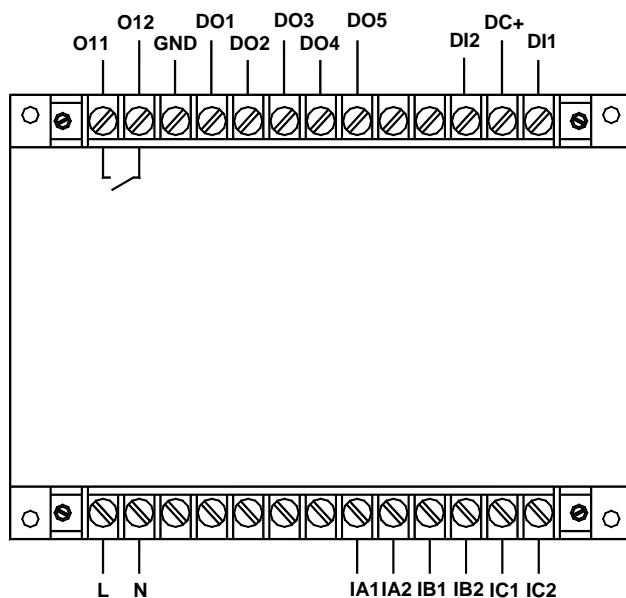 O11 O12 GND DO1 DO2 DO3 DO4 DO5 DI2 DC+ DI1
L N IA1 IA2 IB1 IB2 IC1 IC2